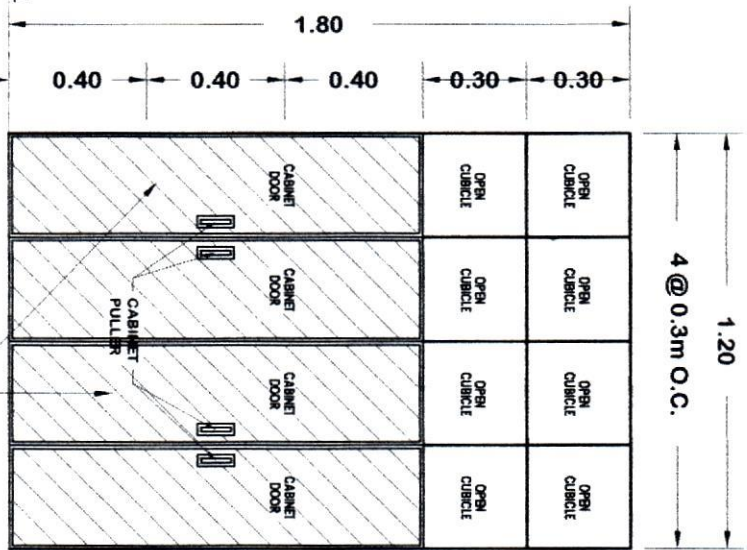 1.80
0.40
0.40
0.40
0.30
0.30
1.20
4 @ 0.3m O.C.
OPEN
CUBICLE
OPEN
CUBICLE
OPEN
CUBICLE
OPEN
CUBICLE
OPEN
CUBICLE
OPEN
CUBICLE
OPEN
CUBICLE
OPEN
CUBICLE
CABINET
DOOR
CABINET
DOOR
CABINET
DOOR
CABINET
DOOR
CABINET
PULLER